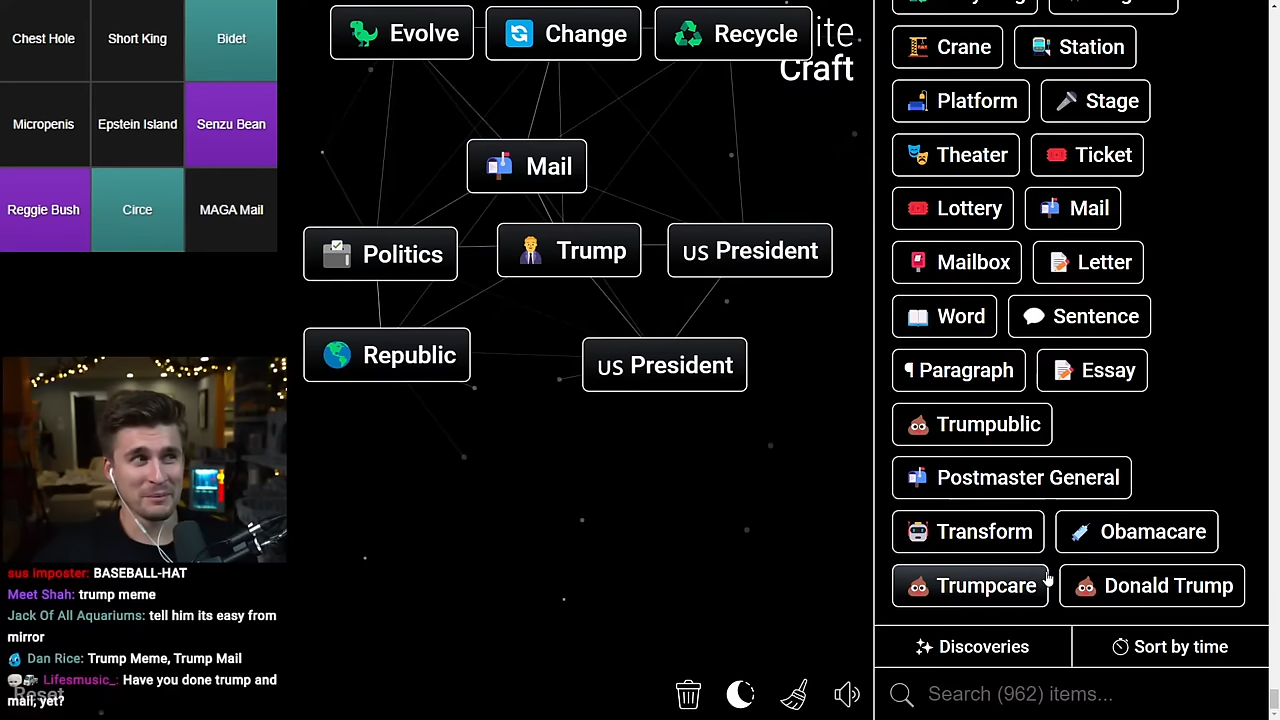 Chest Hole
Short King
Bidet
Micropenis
Epstein Island
Senzu Bean
Reggie Bush
Circe
MAGA Mail
sus imposter: BASEBALL-HAT
Meet Shah: trump meme
Jack Of All Aquariums: tell him its easy from
mirror
Dan Rice: Trump Meme, Trump Mail
Lifesmusic_: Have you done trump and
mail, yet?
Reset
Evolve
Change
Recycle
ite
Craft
Mail
Politics
Trump
US President
Republic
US President
Crane
Station
Platform
Stage
Theater
Ticket
Lottery
Mail
Mailbox
Letter
Word
Sentence
¶ Paragraph
Essay
Trumpublic
Postmaster General
Transform
Obamacare
Trumpcare
Donald Trump
Discoveries
Sort by time
Search (962) items...